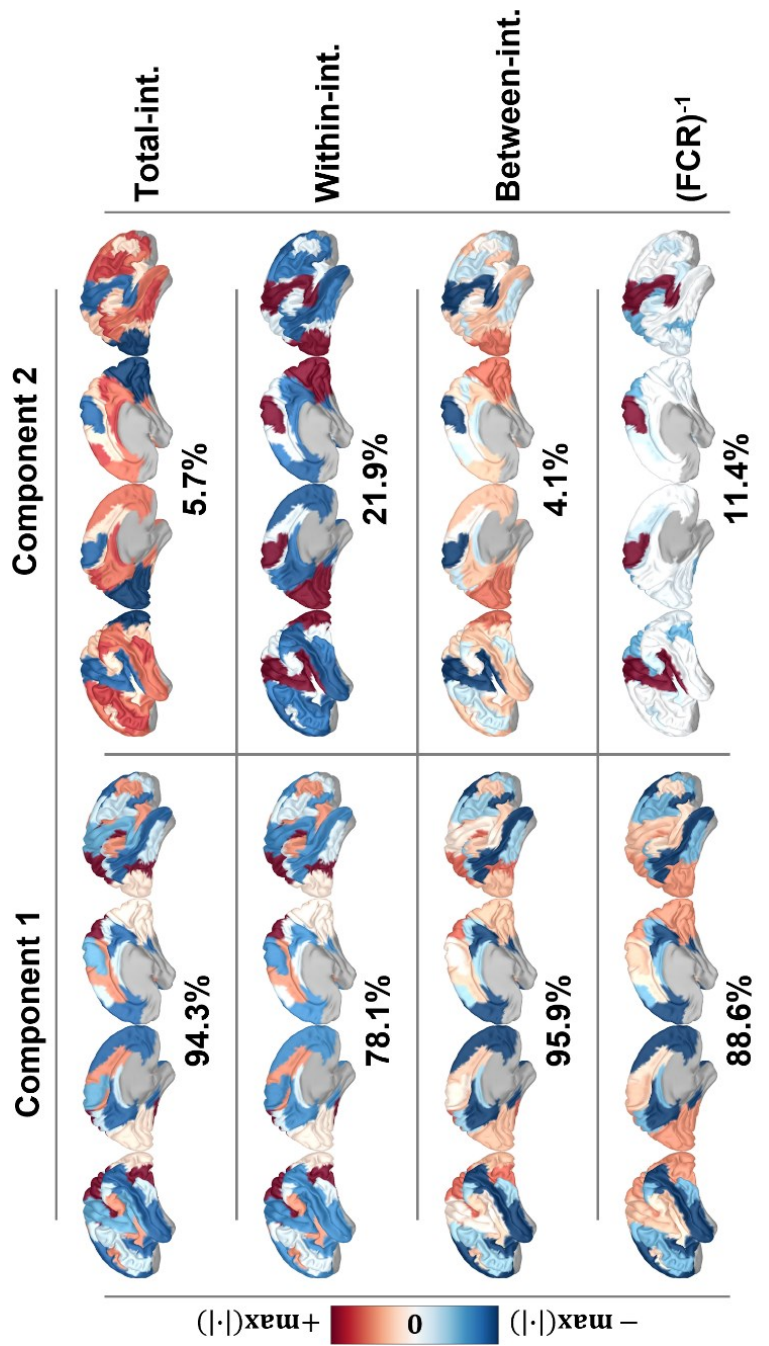 Component 1
Component 2
Total-int.
94.3%
5.7%
Within-int.
78.1%
21.9%
Between-int.
95.9%
4.1%
(FCR)⁻¹
88.6%
11.4%
− max(|·|)
0
+max(|·|)